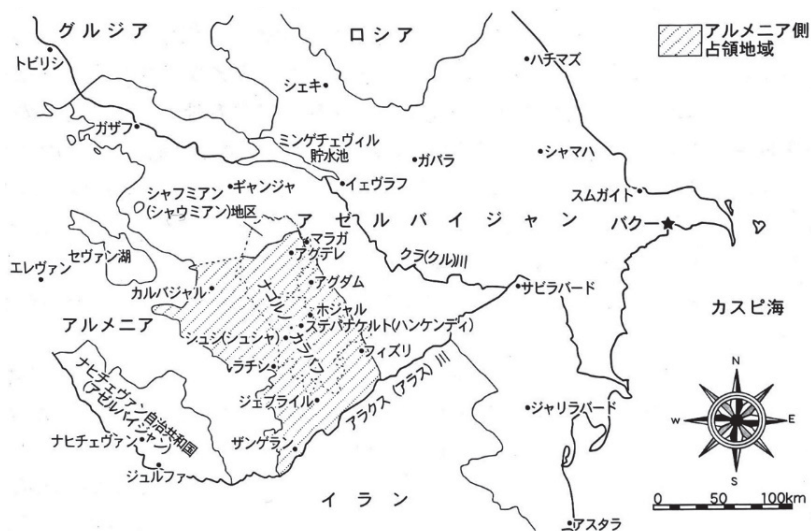 グルジア
ロシア
アルメニア側
占領地域
トビリシ
ハチマズ
シェキ
ガザフ
ミンゲチェヴィル
貯水池
ガバラ
シャマハ
ギャンジャ
イェヴラフ
スムガイト
シャフミアン
(シャウミアン)地区
アゼルバイジャン
バクー
マラガ
アグデレ
クラ(クル)川
セヴァン湖
エレヴァン
カルバジャル
アグダム
サビラバード
カスピ海
ナゴルノ
カラバフ
ホジャル
ステパナケルト(ハンケンディ)
アルメニア
シュシ(シュシャ)
フィズリ
ラチン
アラクス(アラス)川
ナヒチェヴァン自治共和国
(アゼルバイジャン)
ジェブライル
ジャリラバード
ナヒチェヴァン
ザンゲラン
ジュルファ
イラン
アスタラ
N
W
E
S
0 50 100km